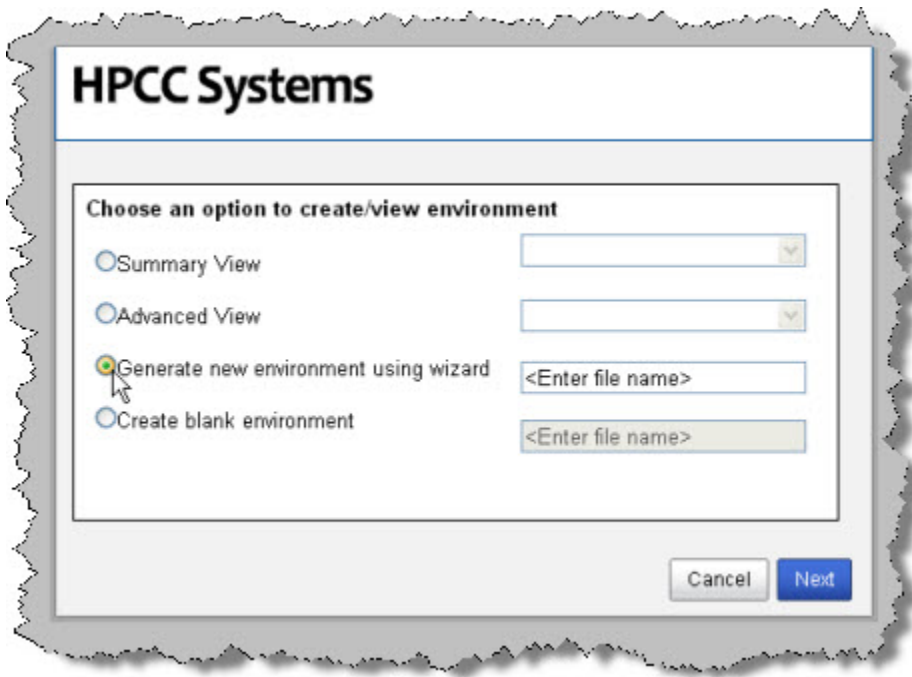 HPCC Systems
Choose an option to create/view environment
Summary View
Advanced View
Generate new environment using wizard
<Enter file name>
Create blank environment
<Enter file name>
Cancel
Next